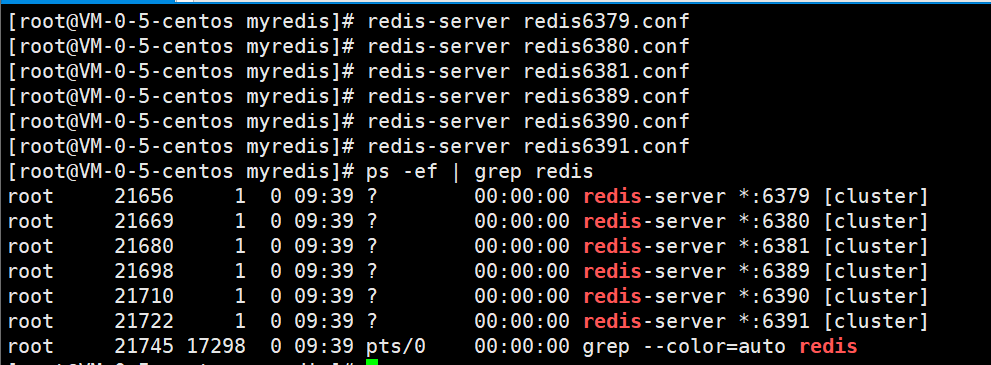 [root@VM-0-5-centos myredis]# redis-server redis6379.conf
[root@VM-0-5-centos myredis]# redis-server redis6380.conf
[root@VM-0-5-centos myredis]# redis-server redis6381.conf
[root@VM-0-5-centos myredis]# redis-server redis6389.conf
[root@VM-0-5-centos myredis]# redis-server redis6390.conf
[root@VM-0-5-centos myredis]# redis-server redis6391.conf
[root@VM-0-5-centos myredis]# ps -ef | grep redis
root     21656     1  0 09:39 ?        00:00:00 redis-server *:6379 [cluster]
root     21669     1  0 09:39 ?        00:00:00 redis-server *:6380 [cluster]
root     21680     1  0 09:39 ?        00:00:00 redis-server *:6381 [cluster]
root     21698     1  0 09:39 ?        00:00:00 redis-server *:6389 [cluster]
root     21710     1  0 09:39 ?        00:00:00 redis-server *:6390 [cluster]
root     21722     1  0 09:39 ?        00:00:00 redis-server *:6391 [cluster]
root     21745 17298  0 09:39 pts/0    00:00:00 grep --color=auto redis
[root@VM-0-5-centos myredis]#